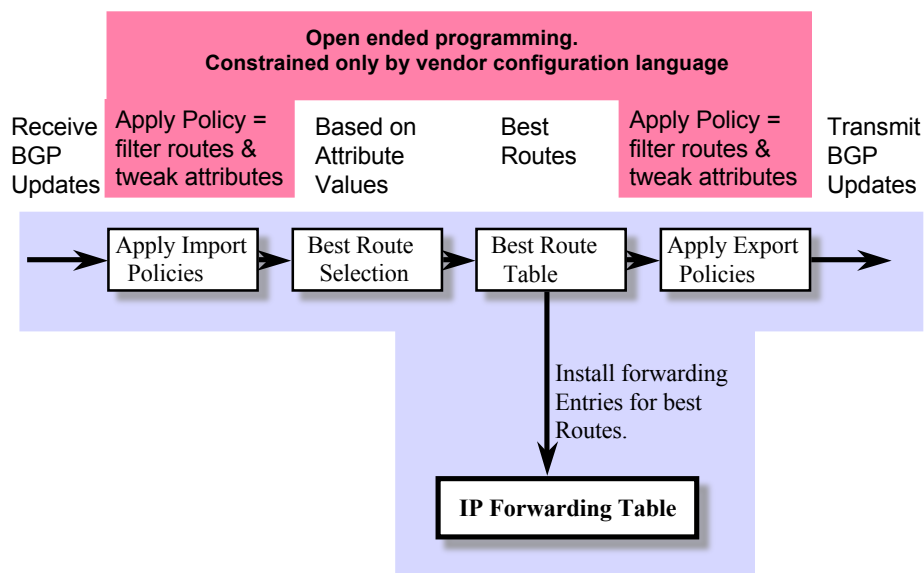 Open ended programming.
Constrained only by vendor configuration language
Receive
BGP
Updates
Apply Policy =
filter routes &
tweak attributes
Based on
Attribute
Values
Best
Routes
Apply Policy =
filter routes &
tweak attributes
Transmit
BGP
Updates
Apply Import
Policies
Best Route
Selection
Best Route
Table
Apply Export
Policies
Install forwarding
Entries for best
Routes.
IP Forwarding Table